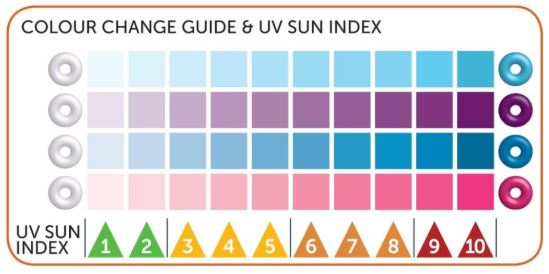 COLOUR CHANGE GUIDE & UV SUN INDEX
UV SUN
INDEX
1 2 3 4 5 6 7 8 9 10